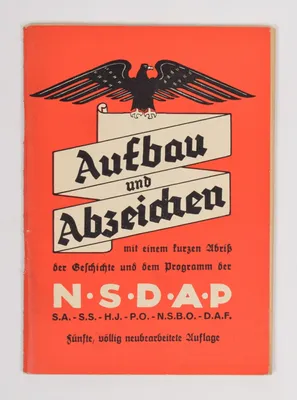 Aufbau
und
Abzeichen
mit einem kurzen Abriß
der Geschichte und dem Programm der
N·S·D·A·P
S.A. - S.S. - H.J. - P.O. - N.S.B.O. - D.A.F.
Fünfte, völlig neubearbeitete Auflage